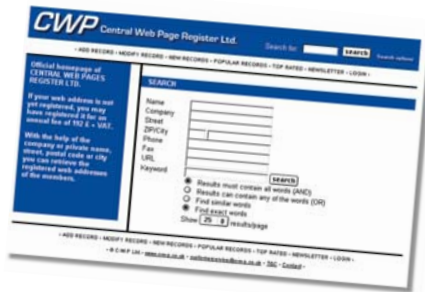 CWP Central Web Page Register Ltd.
Search for: search Search options
• ADD RECORD • MODIFY RECORD • NEW RECORDS • POPULAR RECORDS • TOP RATED • NEWSLETTER • LOGIN •
Official homepage of
CENTRAL WEB PAGES
REGISTER LTD.
If your web address is not
yet registered, you may
have registered it for an
annual fee of 112 £ + VAT.
With the help of the
company or private name,
street, postal code or city
you can retrieve the
registered web addresses
of the members.
SEARCH
Name
Company
Street
ZIP/City
Phone
Fax
URL
Keyword search
Results must contain all words (AND)
Results can contain any of the words (OR)
Find similar words
Find exact words
Show 25 results/page
• ADD RECORD • MODIFY RECORD • NEW RECORDS • POPULAR RECORDS • TOP RATED • NEWSLETTER • LOGIN •
T&C - Contact